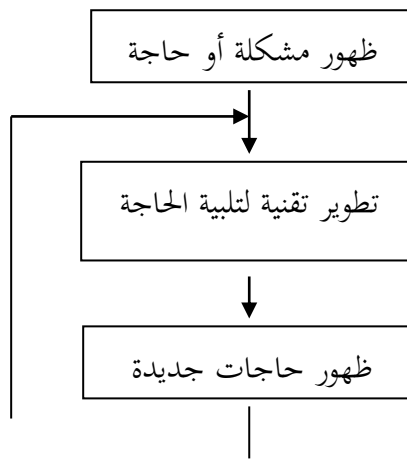 ظهور مشكلة أو حاجة
تطوير تقنية لتلبية الحاجة
ظهور حاجات جديدة